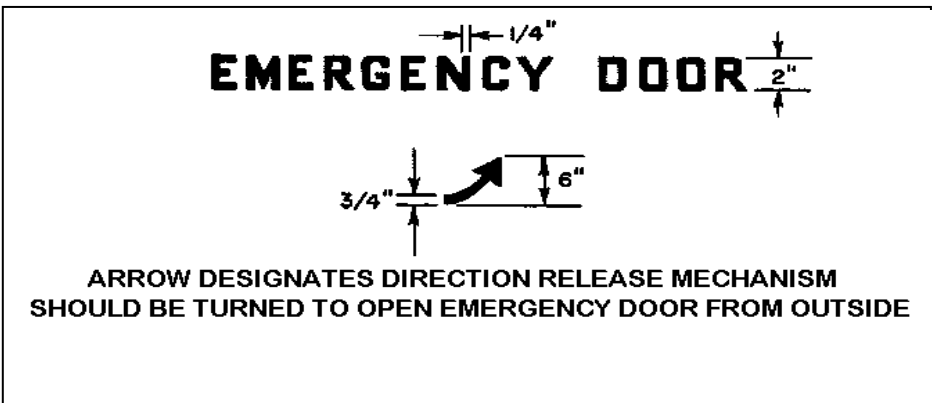 1/4"
EMERGENCY DOOR 2"
3/4" 6"
ARROW DESIGNATES DIRECTION RELEASE MECHANISM
SHOULD BE TURNED TO OPEN EMERGENCY DOOR FROM OUTSIDE